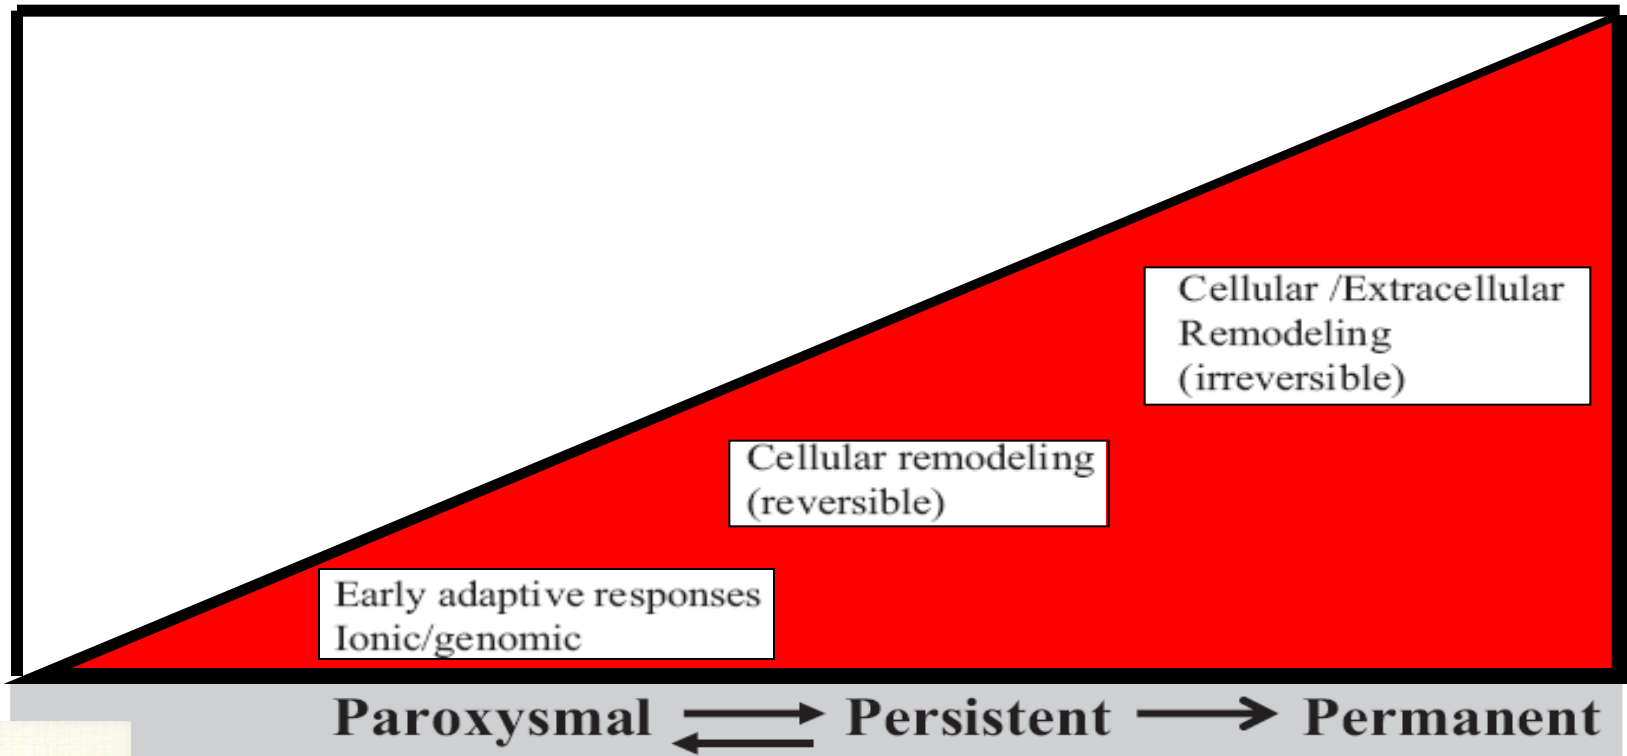 Cellular /Extracellular
Remodeling
(irreversible)
Cellular remodeling
(reversible)
Early adaptive responses
Ionic/genomic
Paroxysmal Persistent Permanent